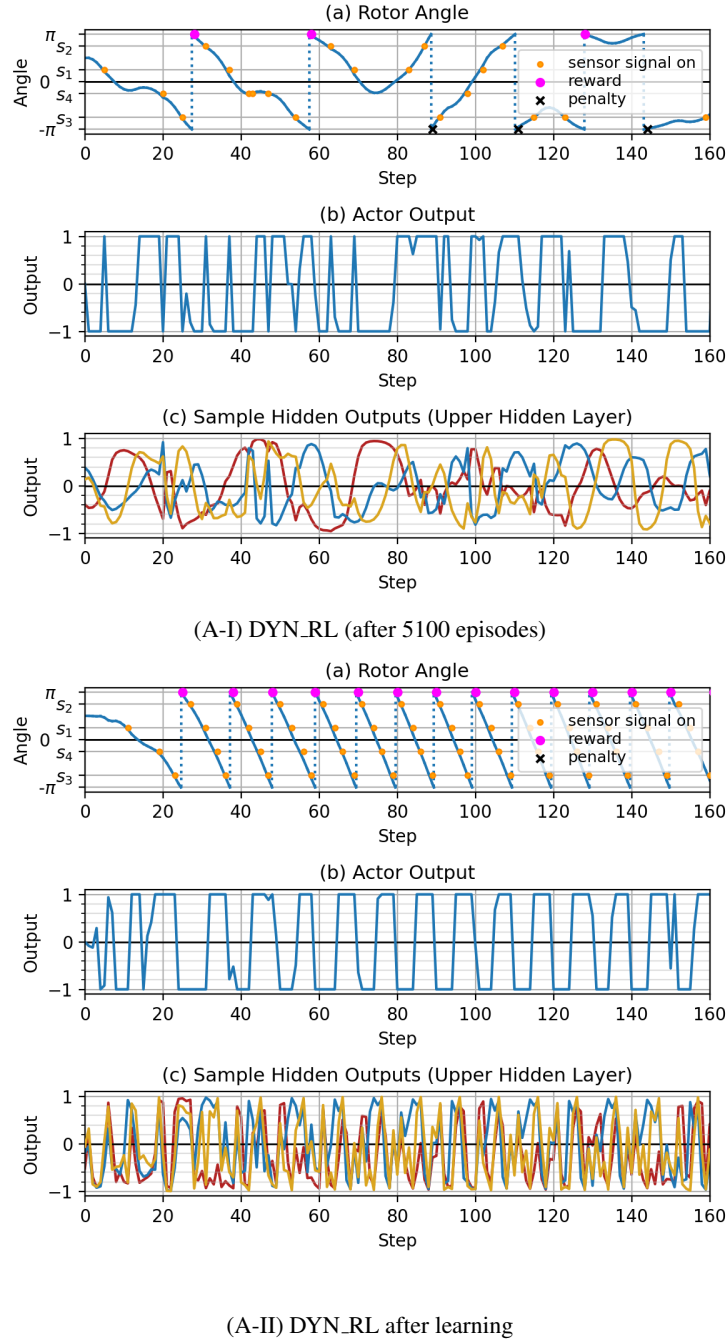 (a) Rotor Angle
π
s₂
s₁
0
s₄
s₃
-π
Angle
sensor signal on
reward
penalty
0 20 40 60 80 100 120 140 160
Step
(b) Actor Output
1
0
−1
Output
0 20 40 60 80 100 120 140 160
Step
(c) Sample Hidden Outputs (Upper Hidden Layer)
1
0
−1
Output
0 20 40 60 80 100 120 140 160
Step
(A-I) DYN_RL (after 5100 episodes)
(a) Rotor Angle
π
s₂
s₁
0
s₄
s₃
-π
Angle
sensor signal on
reward
penalty
0 20 40 60 80 100 120 140 160
Step
(b) Actor Output
1
0
−1
Output
0 20 40 60 80 100 120 140 160
Step
(c) Sample Hidden Outputs (Upper Hidden Layer)
1
0
−1
Output
0 20 40 60 80 100 120 140 160
Step
(A-II) DYN_RL after learning